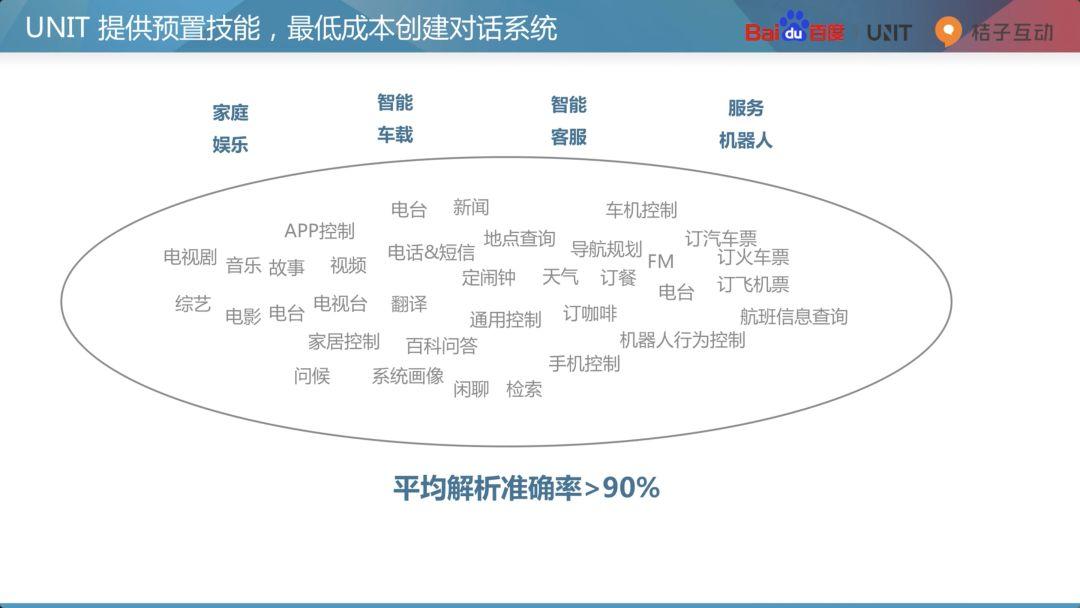 UNIT 提供预置技能，最低成本创建对话系统
Baidu百度 UNIT 桔子互动
家庭
娱乐
智能
车载
智能
客服
服务
机器人
电台 新闻 车机控制
APP控制 地点查询 订汽车票
电视剧 音乐 故事 视频 电话&短信 导航规划 FM 订火车票
定闹钟 天气 订餐 电台 订飞机票
综艺 电影 电台 电视台 翻译 通用控制 订咖啡 航班信息查询
家居控制 百科问答 机器人行为控制
手机控制
问候 系统画像 闲聊 检索
平均解析准确率>90%